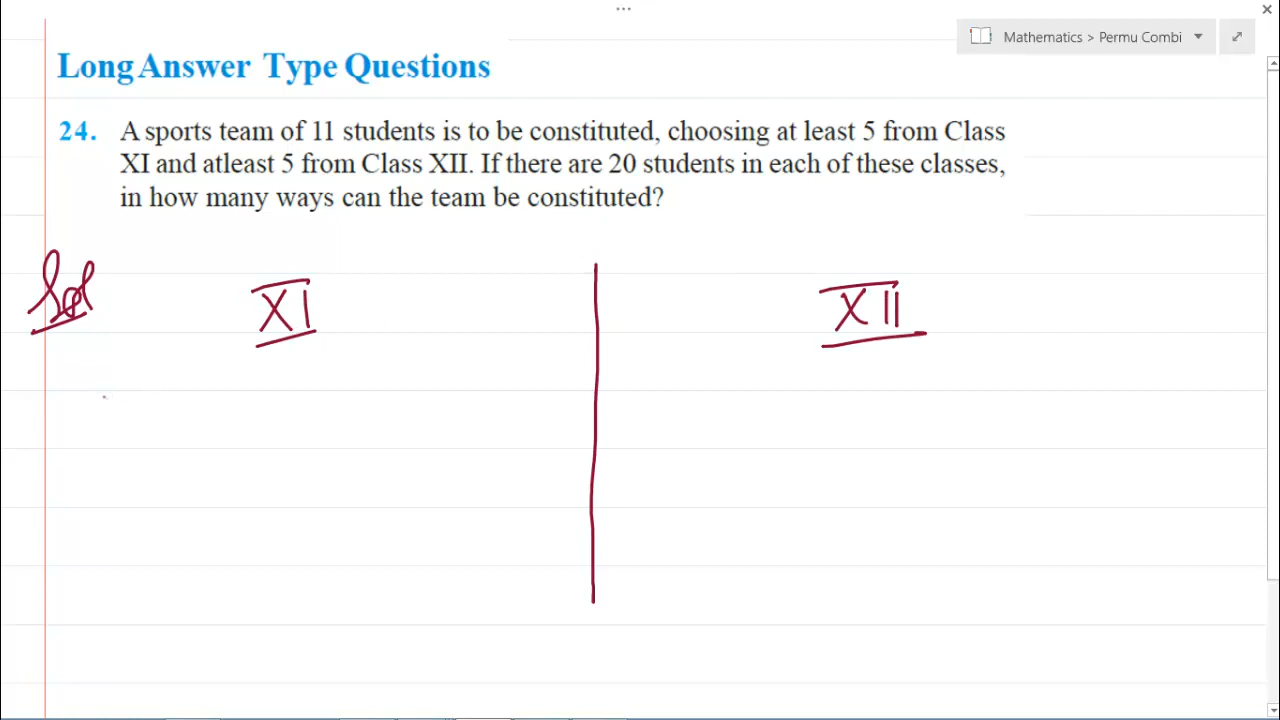 Mathematics > Permu Combi
Long Answer Type Questions
24. A sports team of 11 students is to be constituted, choosing at least 5 from Class
XI and atleast 5 from Class XII. If there are 20 students in each of these classes,
in how many ways can the team be constituted?
Sol
XI
XII